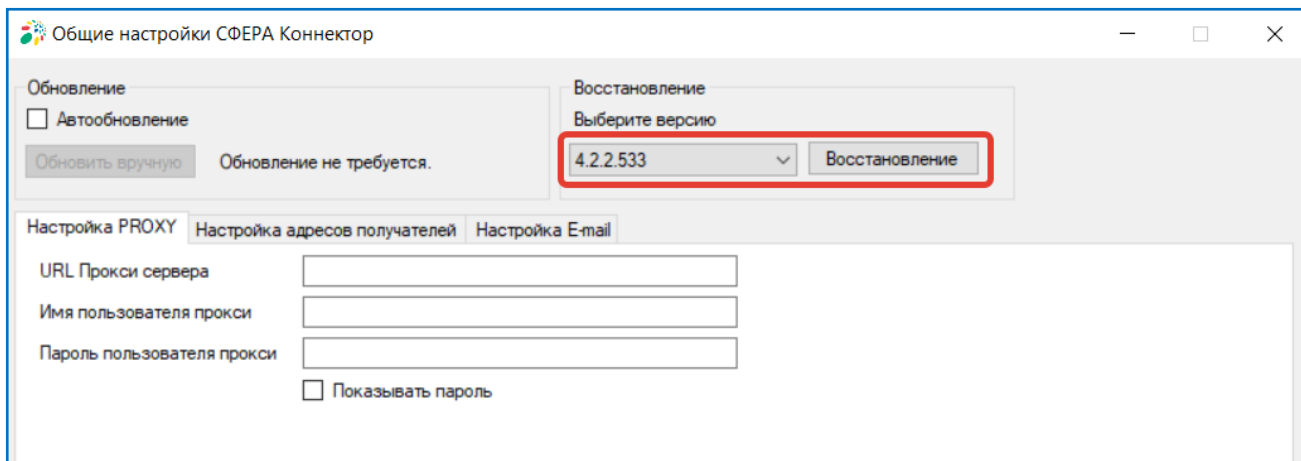 Общие настройки СФЕРА Коннектор
Обновление
Автообновление
Обновить вручную Обновление не требуется.
Восстановление
Выберите версию
4.2.2.533 Восстановление
Настройка PROXY Настройка адресов получателей Настройка E-mail
URL Прокси сервера
Имя пользователя прокси
Пароль пользователя прокси
Показывать пароль